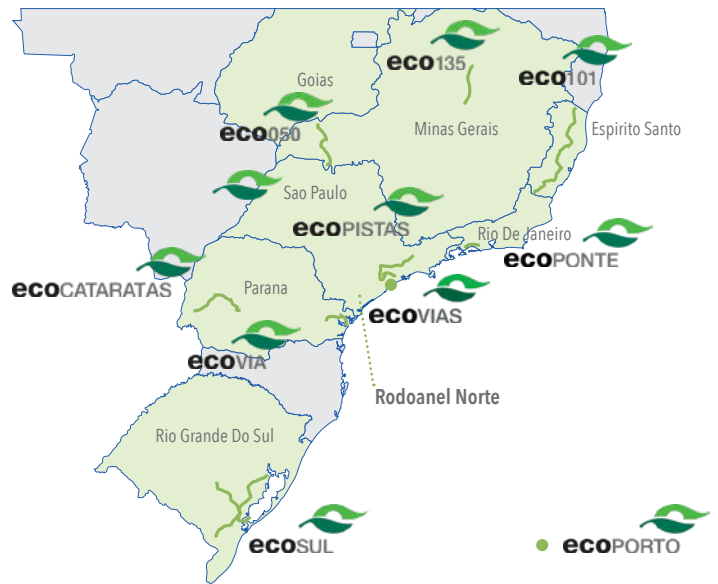 eco135
eco101
Goias
eco050
Minas Gerais
Espirito Santo
Sao Paulo
ecoPISTAS
Rio De Janeiro
ecoPONTE
ecoCATARATAS
Parana
ecoVIAS
ecoVIA
Rodoanel Norte
Rio Grande Do Sul
ecoSUL
ecoPORTO